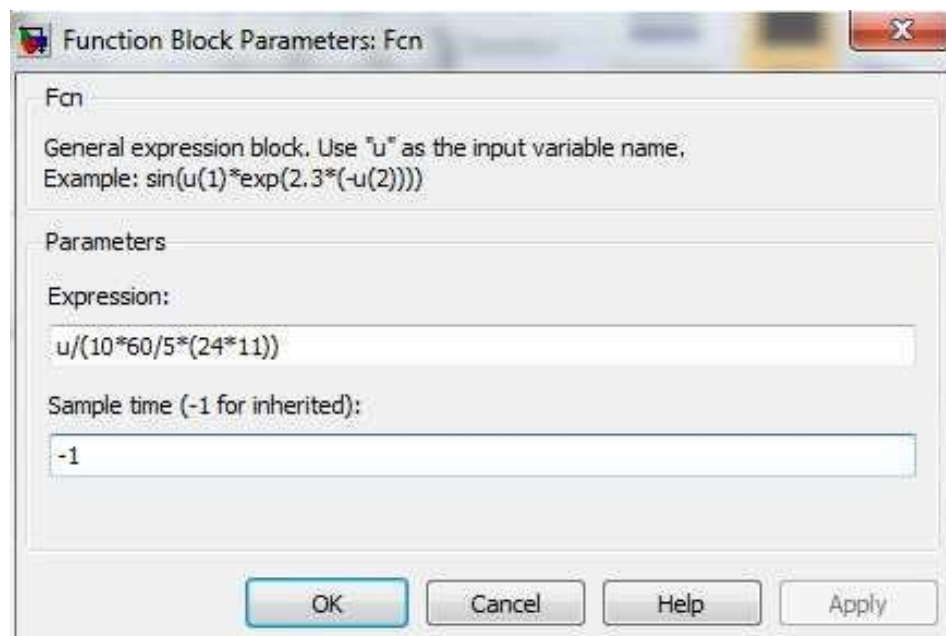 Function Block Parameters: Fcn
Fcn
General expression block. Use "u" as the input variable name.
Example: sin(u(1)*exp(2.3*(-u(2))))
Parameters
Expression:
u/(10*60/5*(24*11))
Sample time (-1 for inherited):
-1
OK
Cancel
Help
Apply